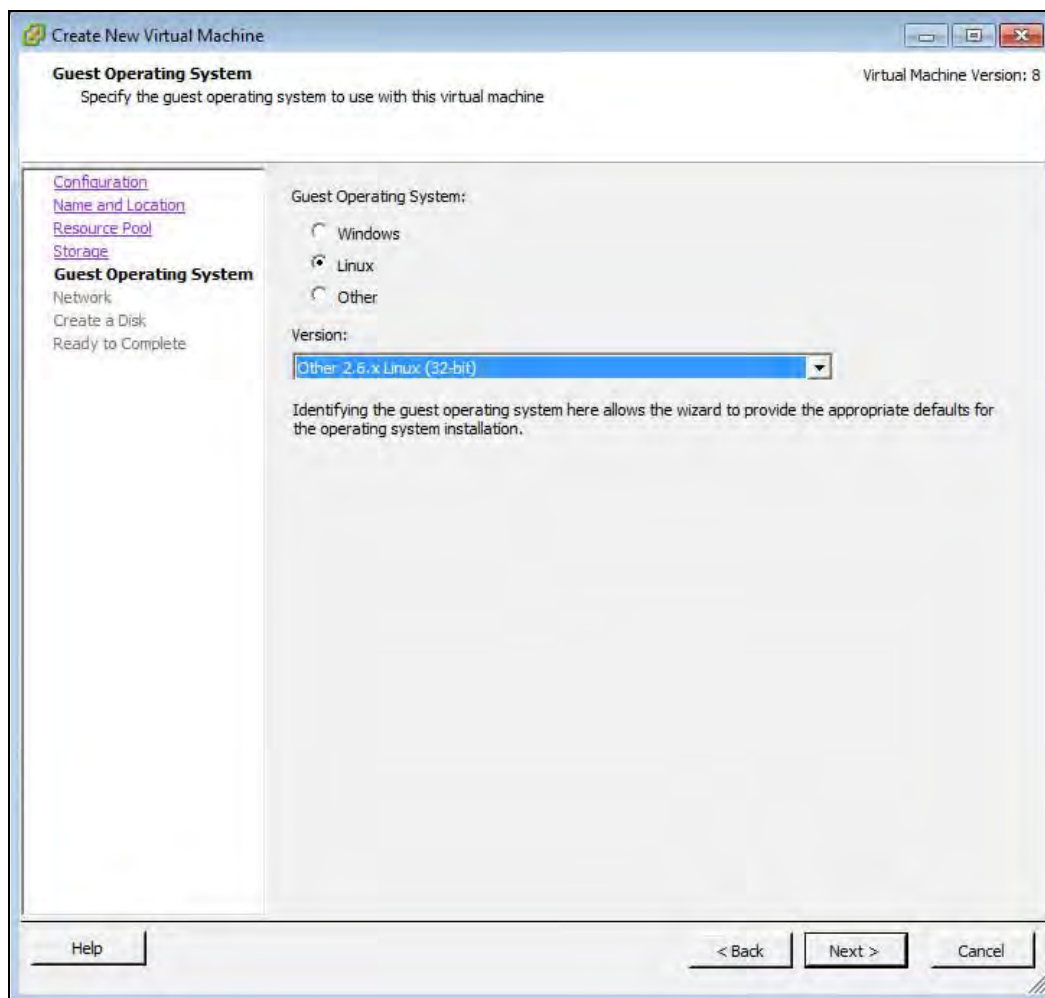 Create New Virtual Machine
Guest Operating System
Virtual Machine Version: 8
Specify the guest operating system to use with this virtual machine
Configuration
Name and Location
Resource Pool
Storage
Guest Operating System
Network
Create a Disk
Ready to Complete
Guest Operating System:
Windows
Linux
Other
Version:
Other 2.6.x Linux (32-bit)
Identifying the guest operating system here allows the wizard to provide the appropriate defaults for
the operating system installation.
Help
< Back
Next >
Cancel